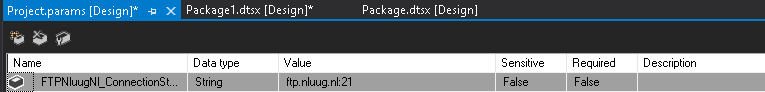 Project.params [Design]* Package1.dtsx [Design]* Package.dtsx [Design]
Name Data type Value Sensitive Required Description
FTPNluugNl_ConnectionSt... String ftp.nluug.nl:21 False False